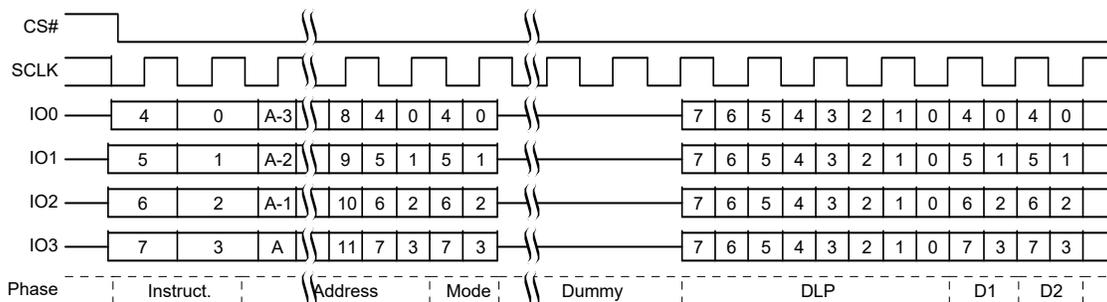 CS#
SCLK
IO0 4 0 A-3 8 4 0 4 0 7 6 5 4 3 2 1 0 4 0 4 0
IO1 5 1 A-2 9 5 1 5 1 7 6 5 4 3 2 1 0 5 1 5 1
IO2 6 2 A-1 10 6 2 6 2 7 6 5 4 3 2 1 0 6 2 6 2
IO3 7 3 A 11 7 3 7 3 7 6 5 4 3 2 1 0 7 3 7 3
Phase Instruct. Address Mode Dummy DLP D1 D2